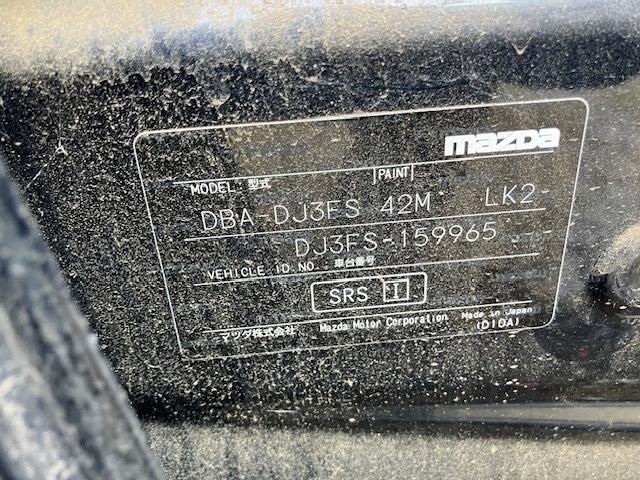 mazda
MODEL・型式 PAINT
DBA-DJ3FS 42M LK2
DJ3FS-159965
VEHICLE ID.NO 車台番号
SRS I
マツダ株式会社 Mazda Motor Corporation Made in Japan
(D10A)